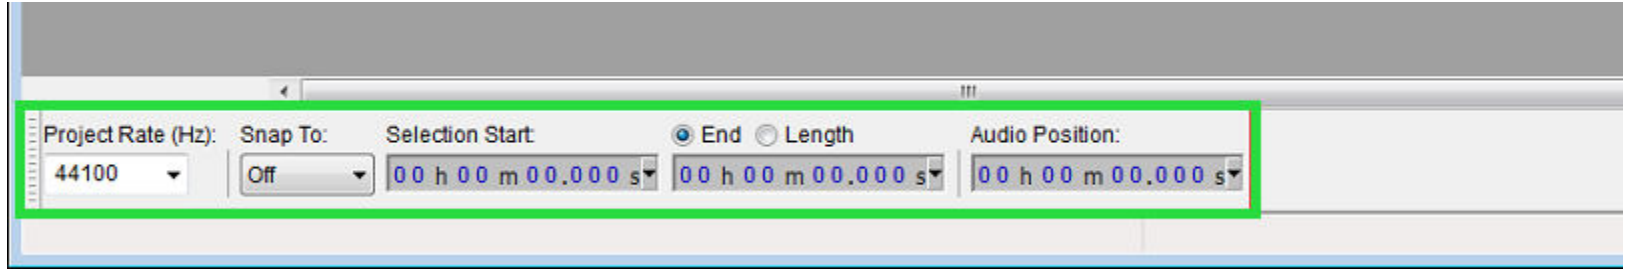 Project Rate (Hz): Snap To: Selection Start: End Length Audio Position:
44100 Off 00 h 00 m 00.000 s 00 h 00 m 00.000 s 00 h 00 m 00.000 s